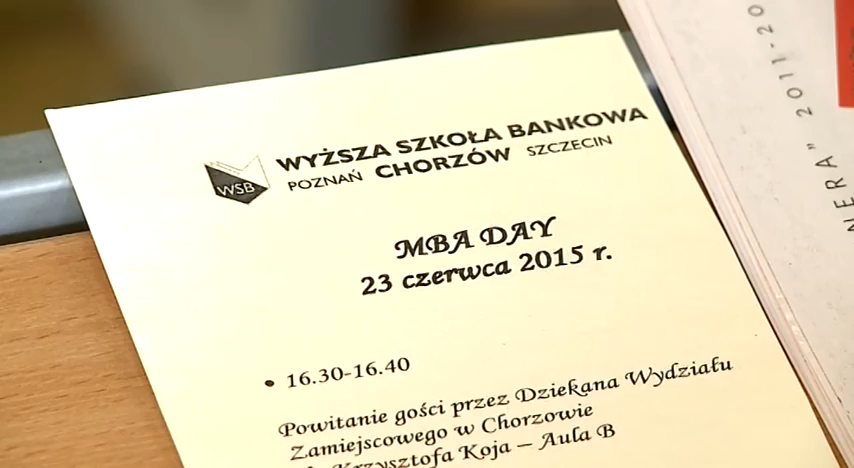 WYŻSZA SZKOŁA BANKOWA
WSB
POZNAŃ CHORZÓW SZCZECIN
MBA DAY
23 czerwca 2015 r.
• 16.30-16.40
Powitanie gości przez Dziekana Wydziału
Zamiejscowego w Chorzowie
Krzysztofa Koja – Aula B
NERA" 2011-20